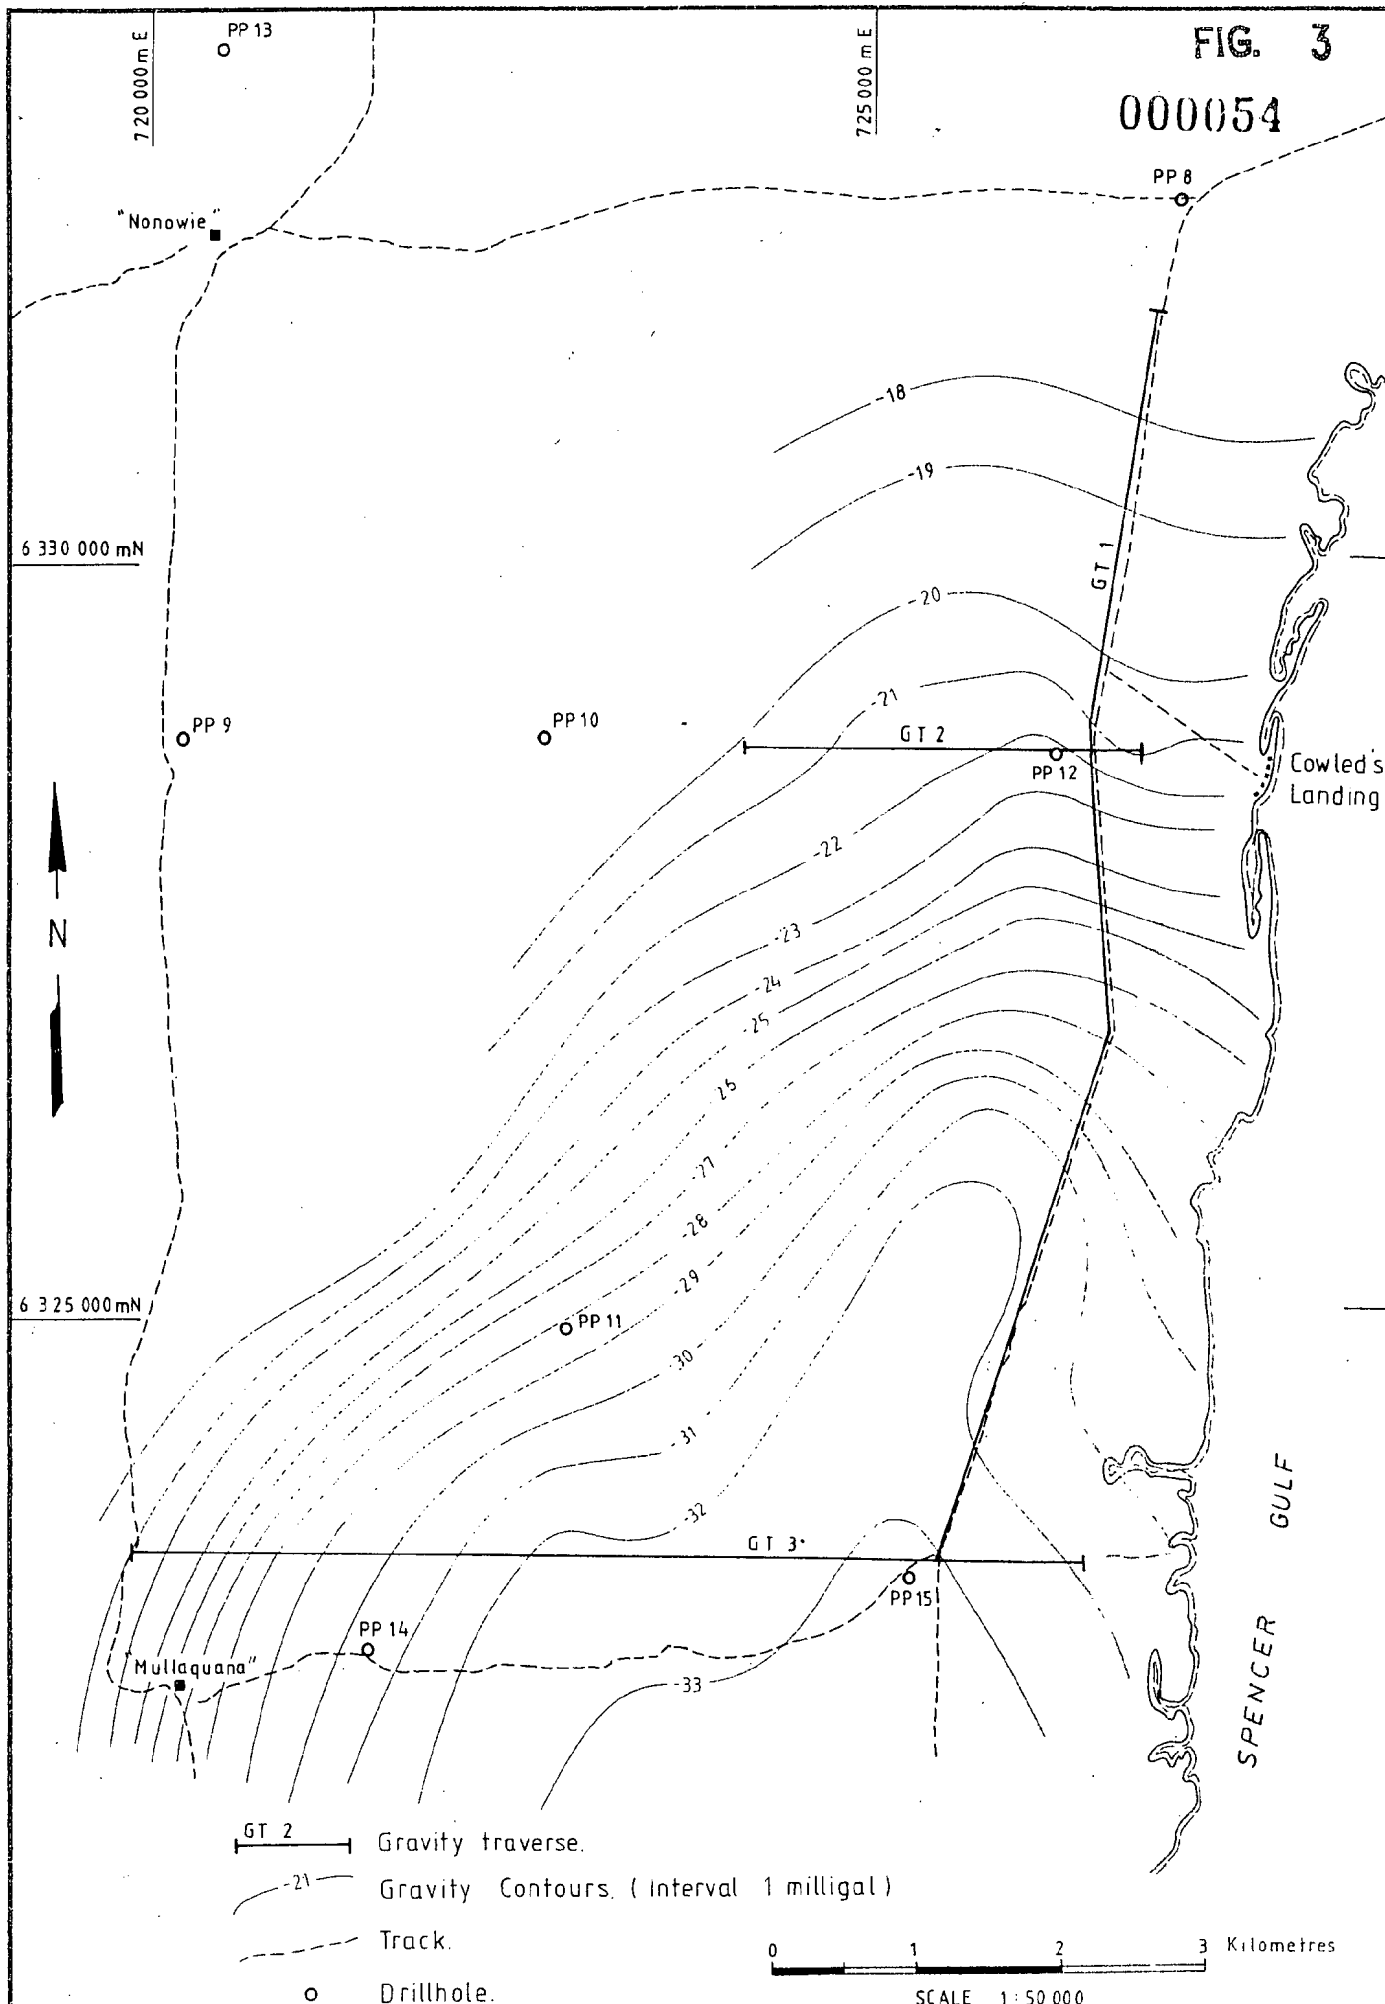 FIG. 3
000054
720 000m E
725 000m E
PP 13
PP 8
"Nonowie"
-18
-19
6 330 000 mN
GT 1
-20
-21
PP 9
PP 10
GT 2
PP 12
Cowled's
Landing
-22
N
-23
-24
-25
26
-27
-28
-29
6 325 000mN
PP 11
-30
-31
-32
GT 3
PP 15
PP 14
"Mullaquana"
-33
SPENCER GULF
GT 2
Gravity traverse.
-21
Gravity Contours. ( interval 1 milligal )
Track.
Drillhole.
0 1 2 3 Kilometres
SCALE 1:50 000